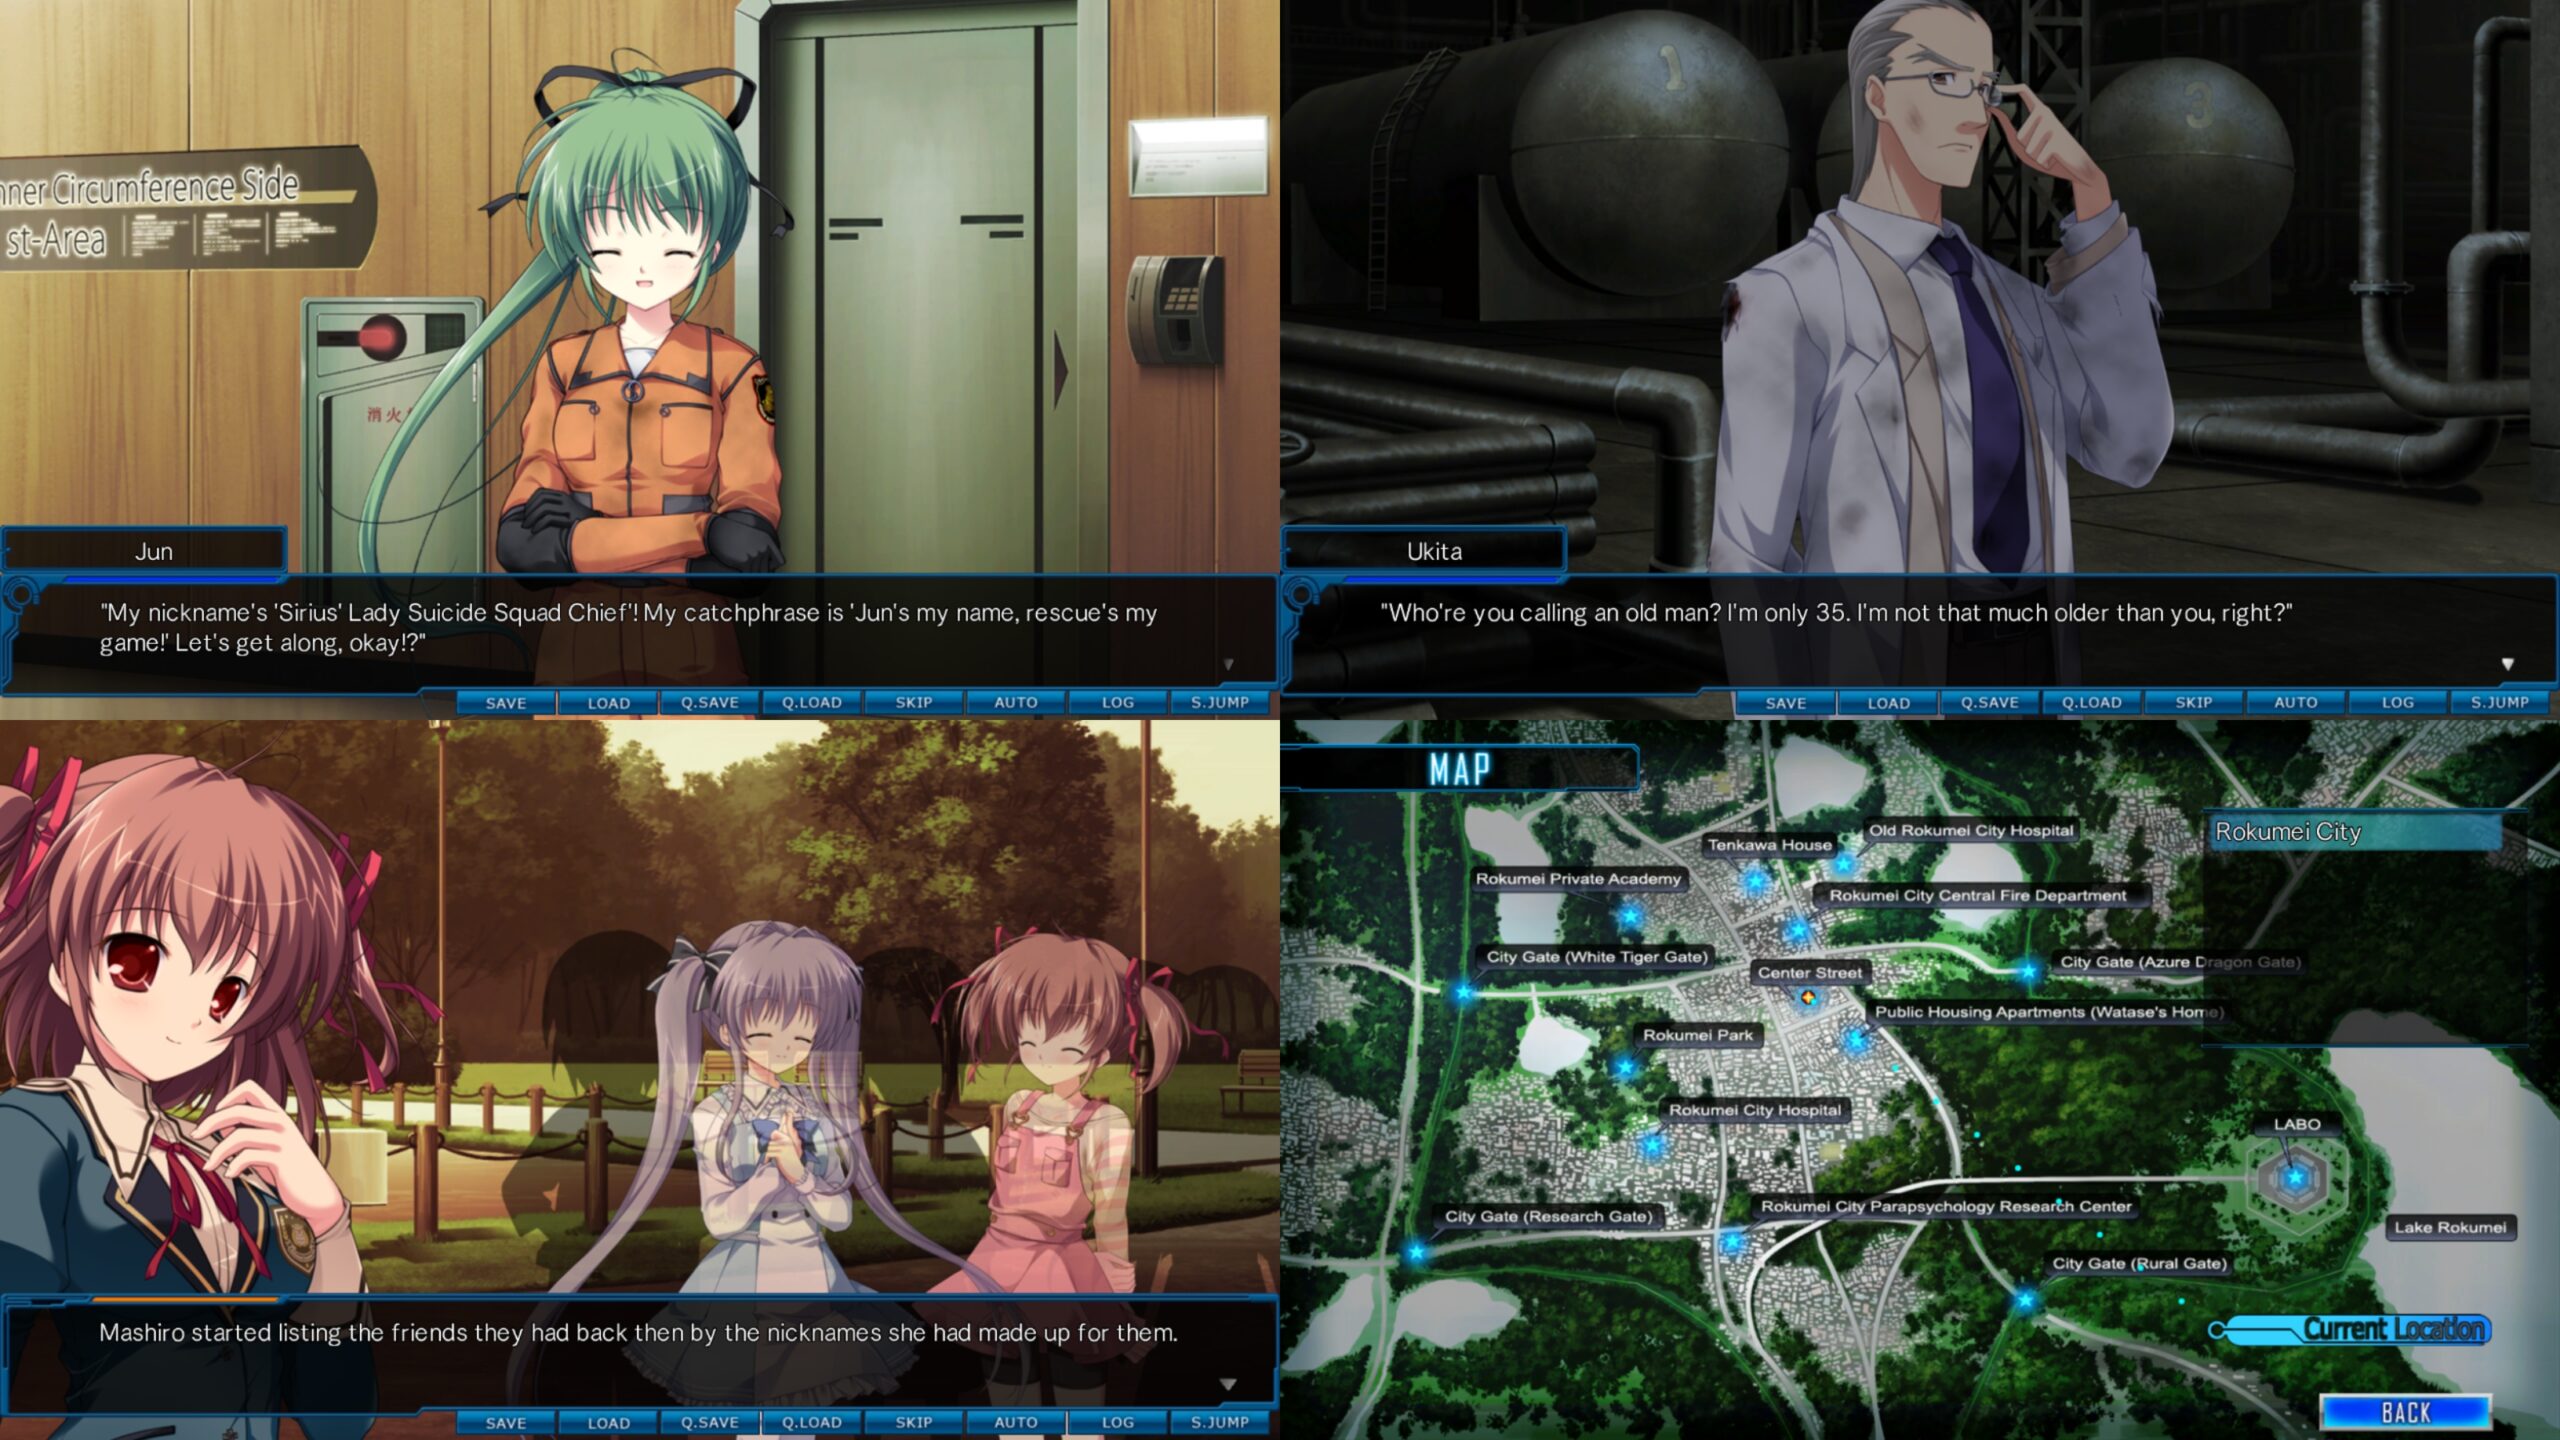 nner Circumference Side
st-Area
消火
Jun
"My nickname's 'Sirius' Lady Suicide Squad Chief'! My catchphrase is 'Jun's my name, rescue's my
game!' Let's get along, okay!?"
SAVE LOAD Q.SAVE Q.LOAD SKIP AUTO LOG S.JUMP
1
3
Ukita
"Who're you calling an old man? I'm only 35. I'm not that much older than you, right?"
SAVE LOAD Q.SAVE Q.LOAD SKIP AUTO LOG S.JUMP
Mashiro started listing the friends they had back then by the nicknames she had made up for them.
SAVE LOAD Q.SAVE Q.LOAD SKIP AUTO LOG S.JUMP
MAP
Rokumei City
Old Rokumei City Hospital
Tenkawa House
Rokumei Private Academy
Rokumei City Central Fire Department
City Gate (White Tiger Gate)
City Gate (Azure Dragon Gate)
Center Street
Public Housing Apartments (Watase's Home)
Rokumei Park
Rokumei City Hospital
LABO
Rokumei City Parapsychology Research Center
City Gate (Research Gate)
Lake Rokumei
City Gate (Rural Gate)
Current Location
BACK